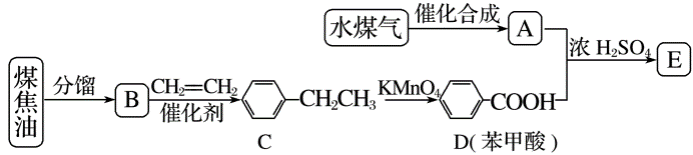 水煤气 催化合成 A 浓 H₂SO₄ E
煤焦油 分馏 B CH₂=CH₂ 催化剂 CH₂CH₃ KMnO₄ COOH
C D(苯甲酸)